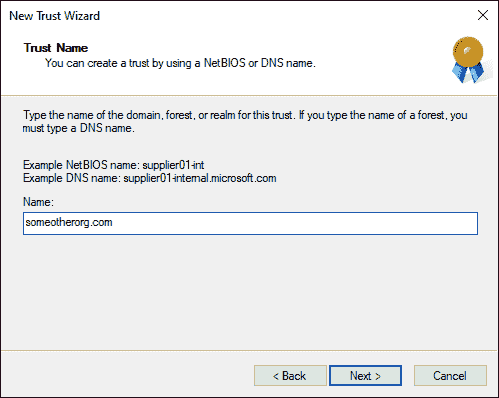 New Trust Wizard
Trust Name
You can create a trust by using a NetBIOS or DNS name.
Type the name of the domain, forest, or realm for this trust. If you type the name of a forest, you
must type a DNS name.
Example NetBIOS name: supplier01-int
Example DNS name: supplier01-internal.microsoft.com
Name:
someotherorg.com
< Back
Next >
Cancel